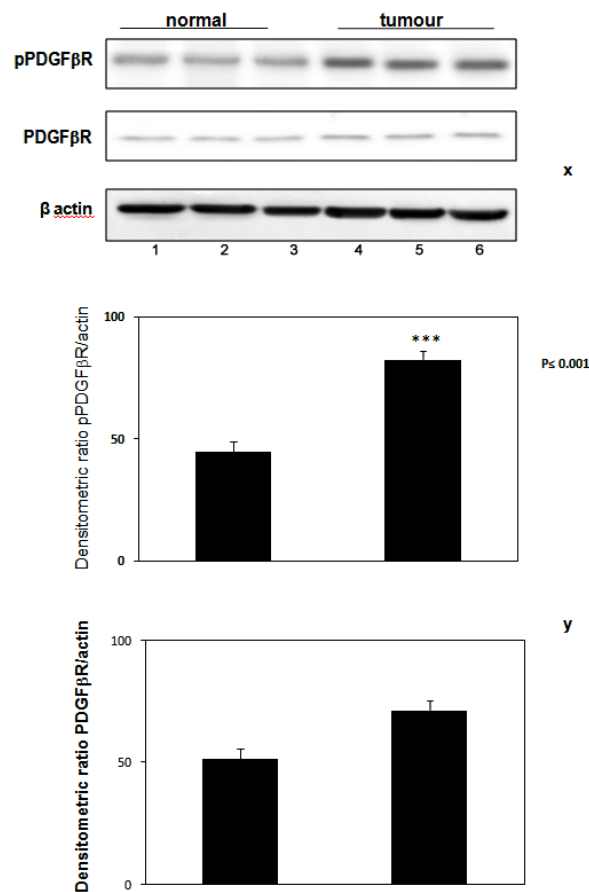 normal tumour
pPDGFβR
PDGFβR
x
β actin
1 2 3 4 5 6
Densitometric ratio pPDGFβR/actin
100
50
0
***
P≤ 0.001
y
Densitometric ratio PDGFβR/actin
100
50
0